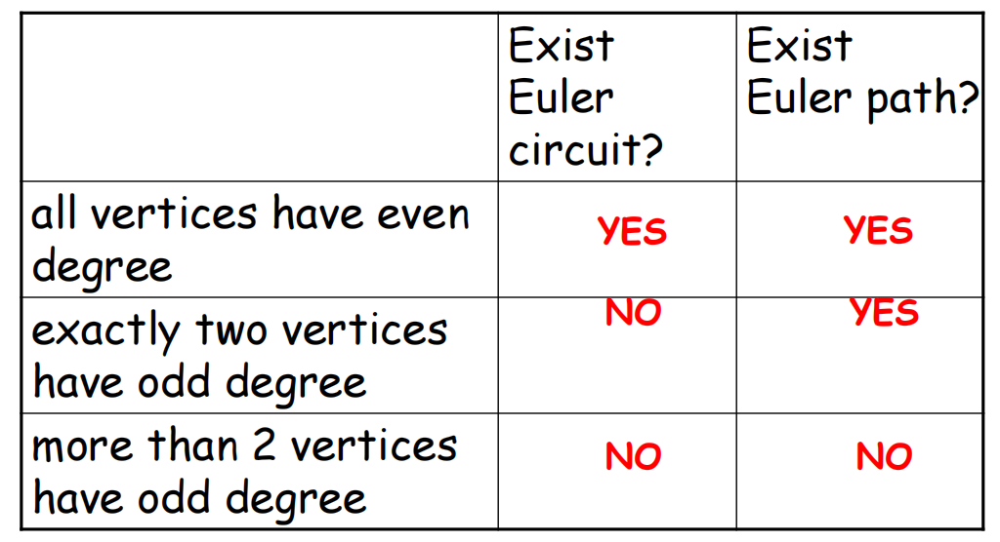 Exist
Euler
circuit?
Exist
Euler path?
all vertices have even
degree
YES
YES
exactly two vertices
have odd degree
NO
YES
more than 2 vertices
have odd degree
NO
NO